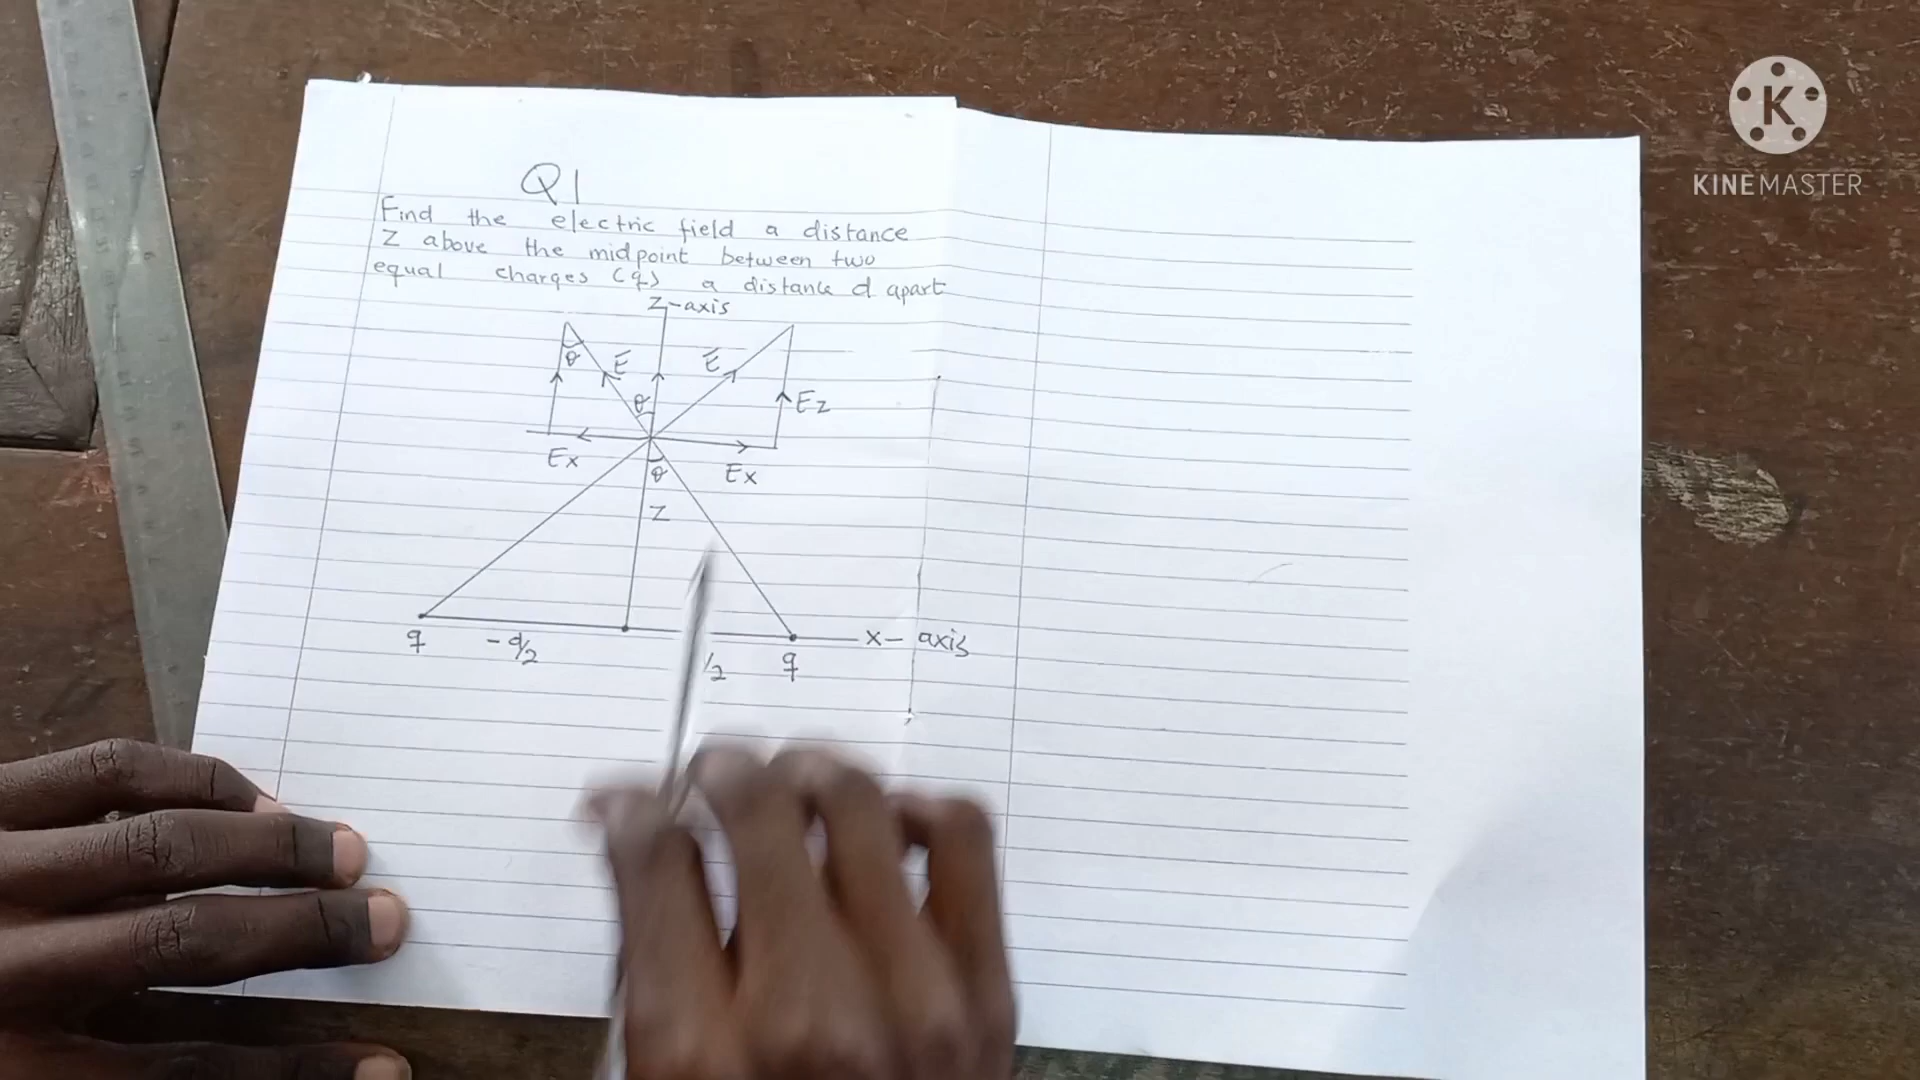 Q1
Find the electric field a distance
Z above the midpoint between two
equal charges (q) a distance d apart
Z-axis
θ E E
θ Ez
Ex Ex
θ
Z
x- axis
q -d/2 /2 q
K
KINEMASTER